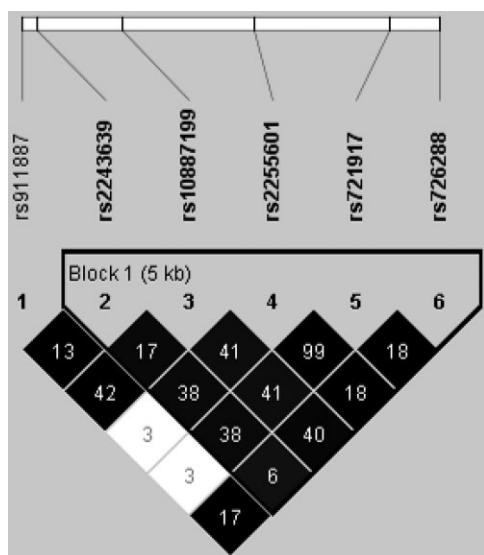 rs911887
rs2243639
rs10887199
rs2255601
rs721917
rs726288
Block 1 (5 kb)
1 2 3 4 5 6
13 17 41 99 18
42 38 41 18
3 38 40
3 6
17